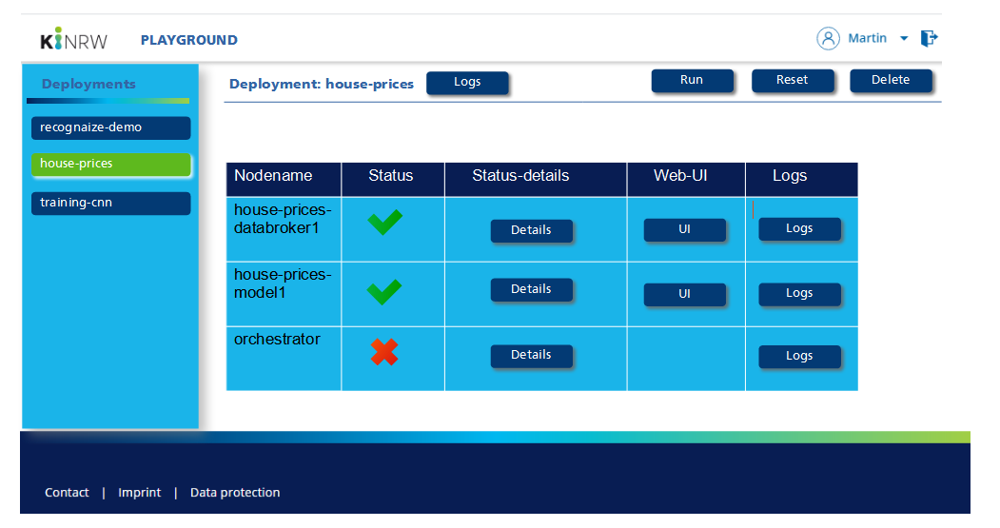 KINRW PLAYGROUND Martin
Deployments
recognaize-demo
house-prices
training-cnn
Deployment: house-prices Logs Run Reset Delete
Nodename Status Status-details Web-UI Logs
house-prices-
databroker1 Details UI Logs
house-prices-
model1 Details UI Logs
orchestrator Details Logs
Contact | Imprint | Data protection